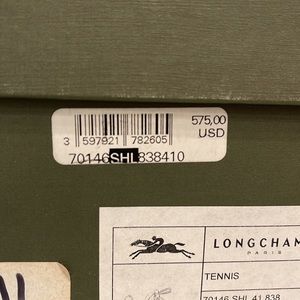 575,00
USD
3 597921 782605
70146SHL838410
LONGCHAM
PARIS
TENNIS
70146 SHL 41 838